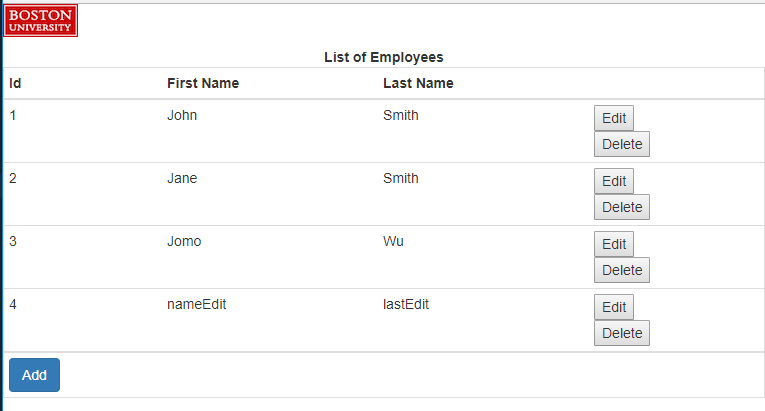 BOSTON
UNIVERSITY
List of Employees
Id First Name Last Name
1 John Smith Edit
Delete
2 Jane Smith Edit
Delete
3 Jomo Wu Edit
Delete
4 nameEdit lastEdit Edit
Delete
Add